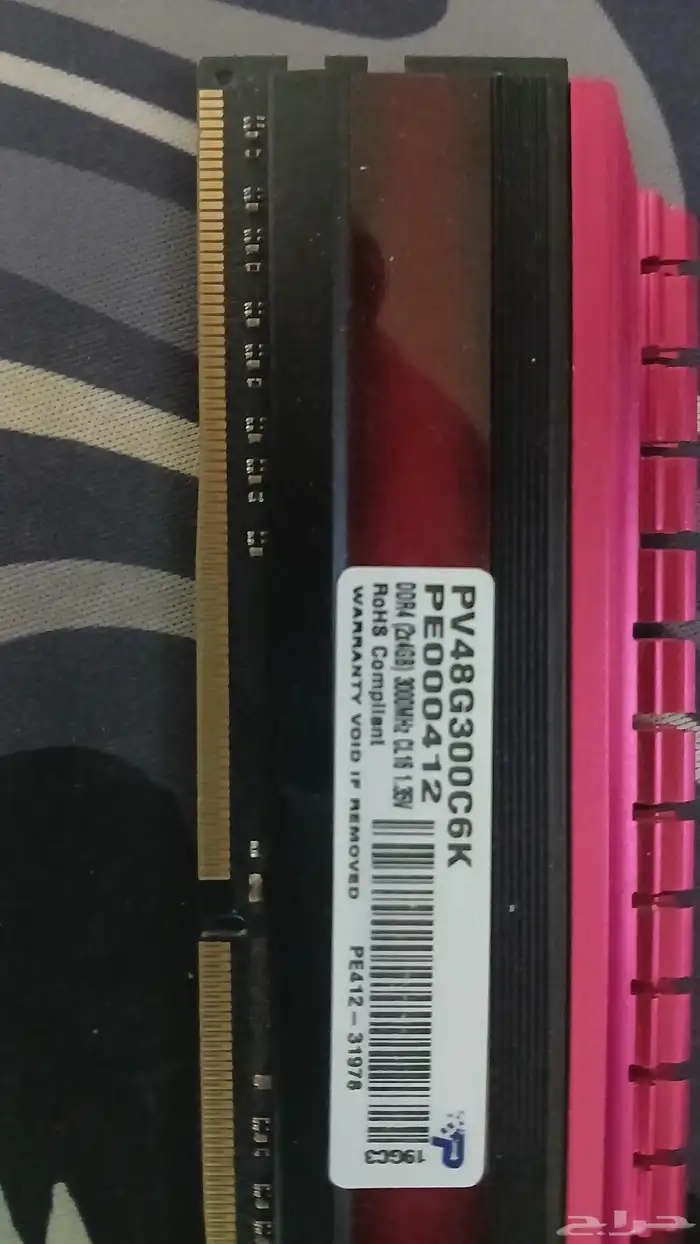 PV48G300C6K
PE000412
DDR4 (2x4GB) 3000MHz CL16 1.35V
RoHS Compliant
WARRANTY VOID IF REMOVED
PE412-31978
19GC3
حراج